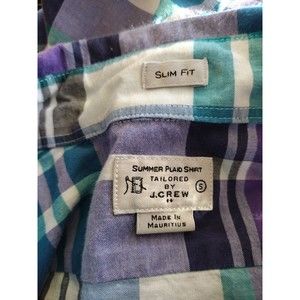 SLIM FIT
SUMMER PLAID SHIRT
TAILORED
BY
S
J.CREW
MADE IN
MAURITIUS